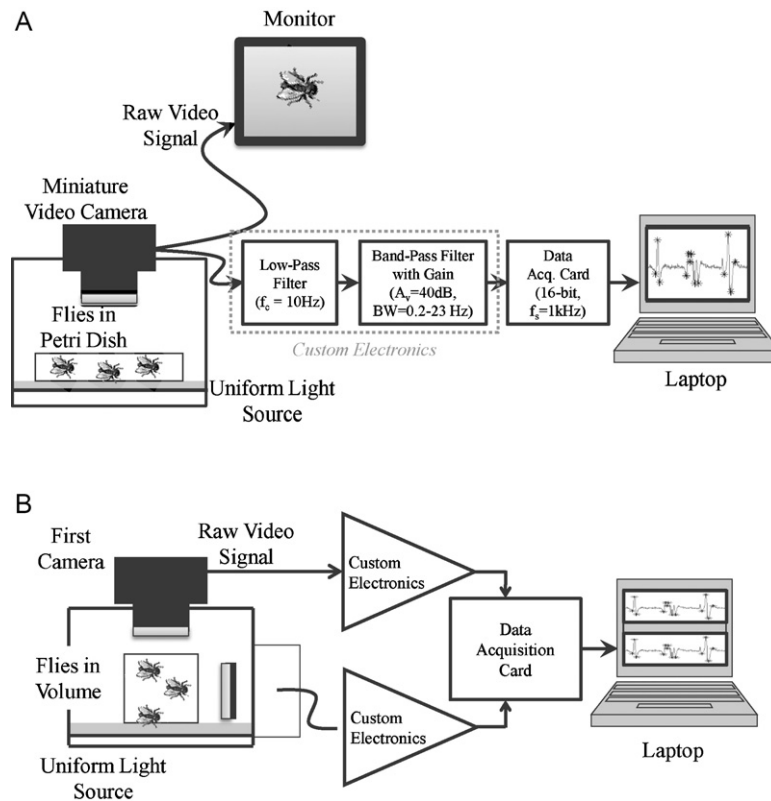 A
Monitor
Raw Video
Signal
Miniature
Video Camera
Flies in
Petri Dish
Uniform Light
Source
Low-Pass
Filter
(fc = 10Hz)
Band-Pass Filter
with Gain
(Av=40dB,
BW=0.2-23 Hz)
Custom Electronics
Data
Acq. Card
(16-bit,
fs=1kHz)
Laptop
B
First
Camera
Raw Video
Signal
Flies in
Volume
Uniform Light
Source
Custom
Electronics
Custom
Electronics
Data
Acquisition
Card
Laptop